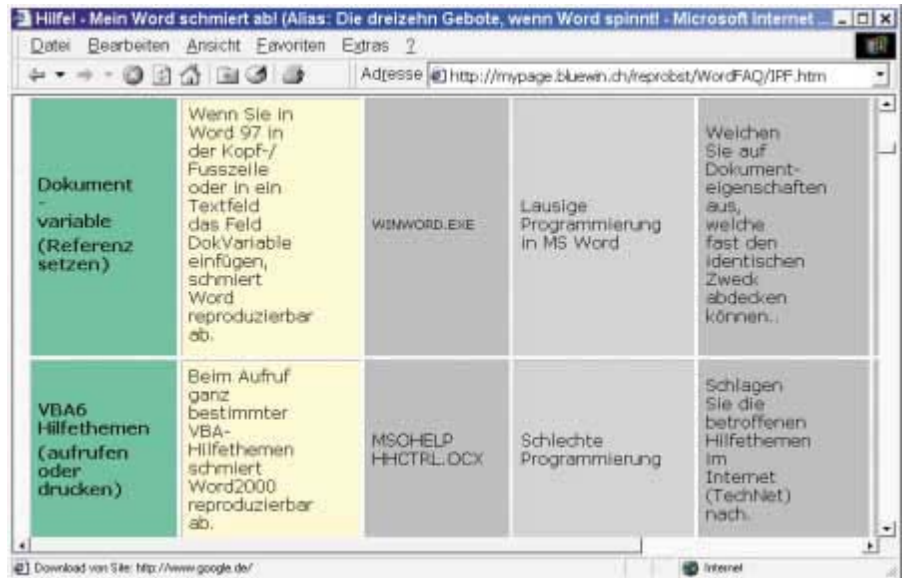 Hilfe! - Mein Word schmiert ab! (Alias: Die dreizehn Gebote, wenn Word spinnt! - Microsoft Internet ...
Datei Bearbeiten Ansicht Favoriten Extras ?
Adresse http://mypage.bluewin.ch/reprobst/WordFAQ/IPF.htm
Dokument
-
variable
(Referenz
setzen)
Wenn Sie in
Word 97 in
der Kopf-/
Fusszeile
oder in ein
Textfeld
das Feld
DokVariable
einfügen,
schmiert
Word
reproduzierbar
ab.
WINWORD.EXE
Lausige
Programmierung
in MS Word
Weichen
Sie auf
Dokument-
eigenschaften
aus,
welche
fast den
identischen
Zweck
abdecken
können..
VBA6
Hilfethemen
(aufrufen
oder
drucken)
Beim Aufruf
ganz
bestimmter
VBA-
Hilfethemen
schmiert
Word2000
reproduzierbar
ab.
MSOHELP
HHCTRL.OCX
Schlechte
Programmierung
Schlagen
Sie die
betroffenen
Hilfethemen
im
Internet
(TechNet)
nach.
Download von Site: http://www.google.de/
Internet